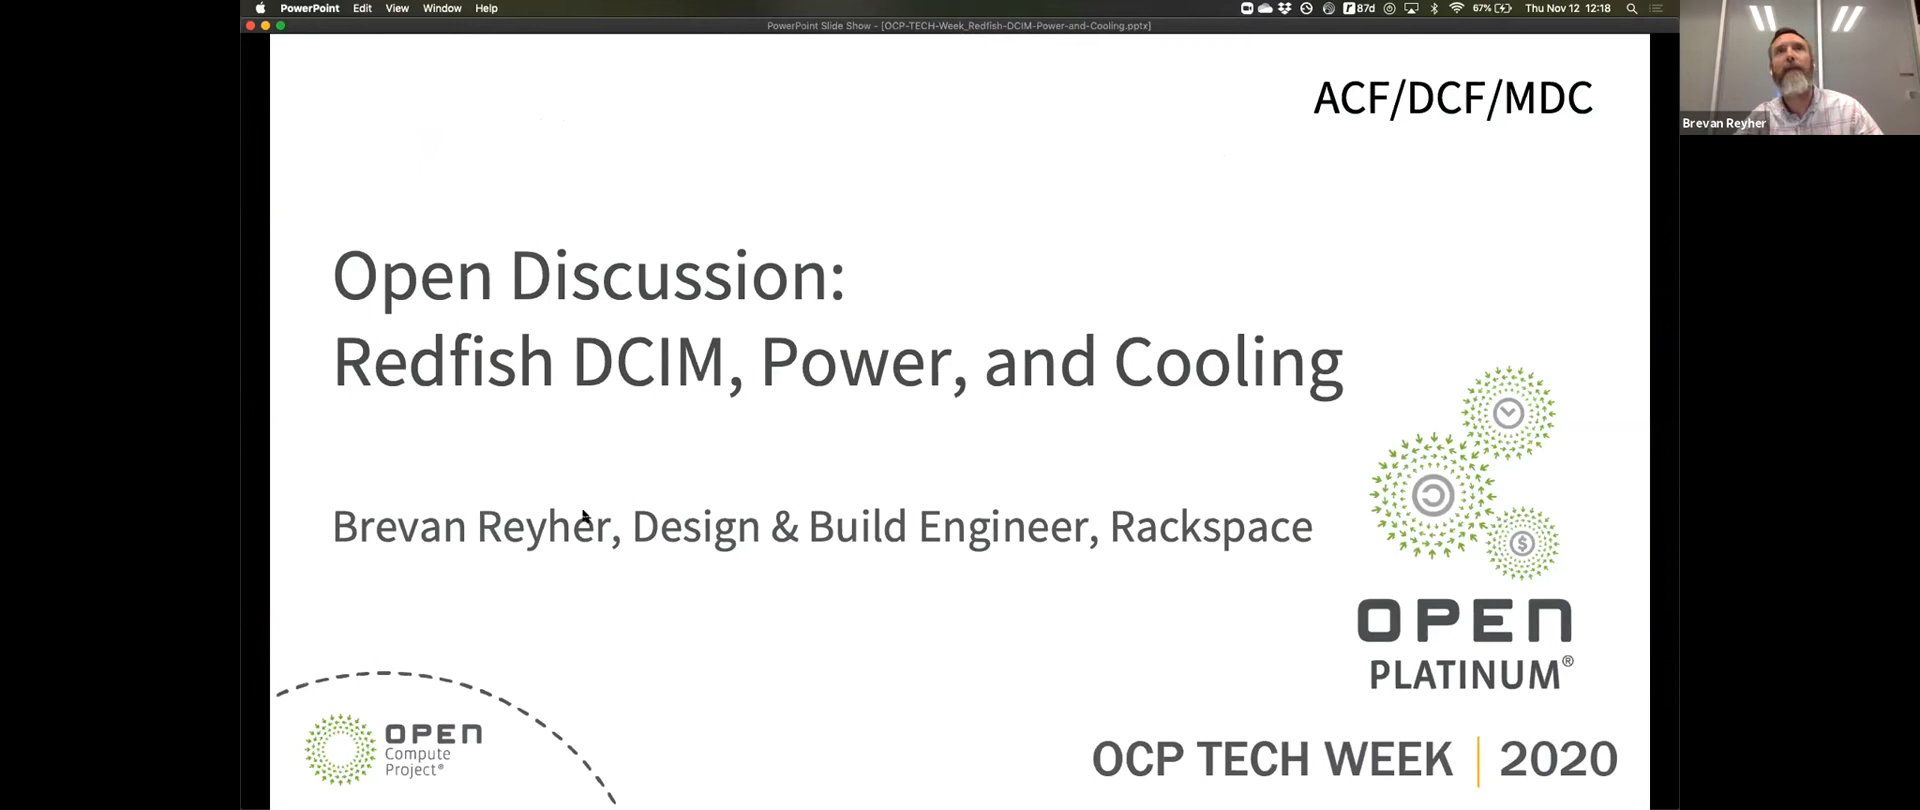 PowerPoint Edit View Window Help 87d 67% Thu Nov 12 12:18
PowerPoint Slide Show - [OCP-TECH-Week_Redfish-DCIM-Power-and-Cooling.pptx]
ACF/DCF/MDC
Brevan Reyher
Open Discussion:
Redfish DCIM, Power, and Cooling
Brevan Reyher, Design & Build Engineer, Rackspace
$
OPEN
PLATINUM®
OPEN
Compute
Project®
OCP TECH WEEK | 2020